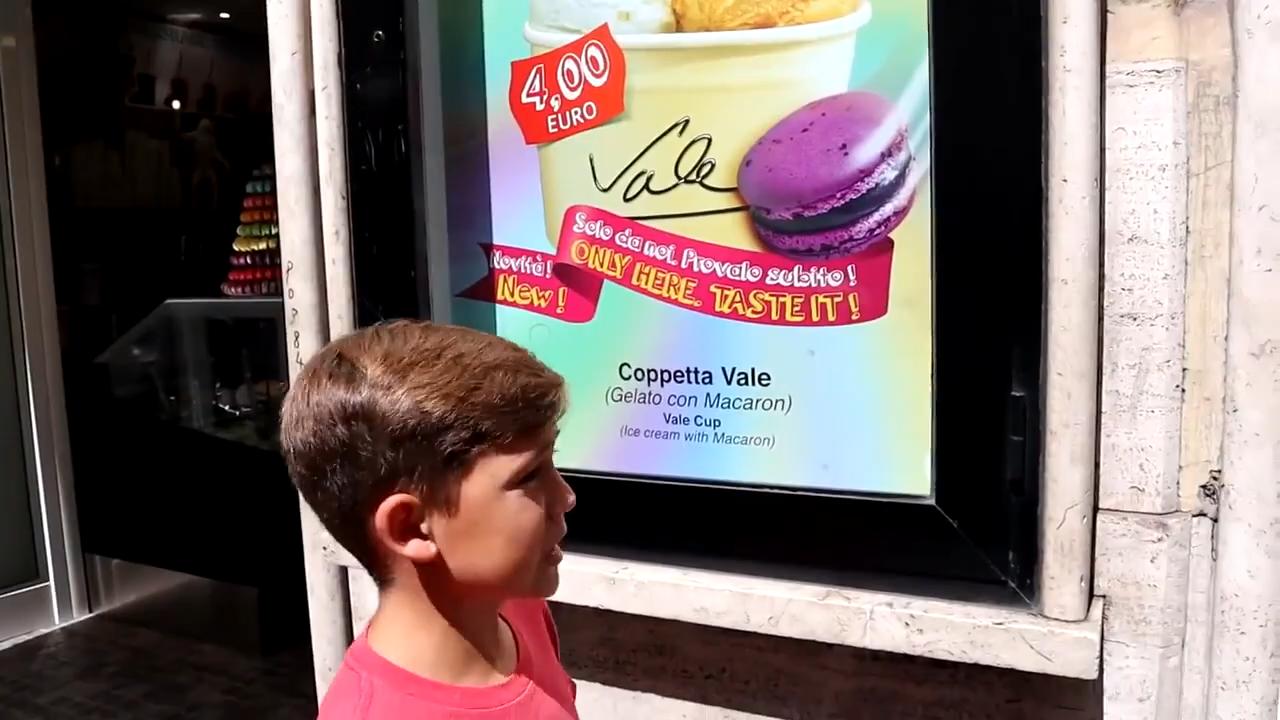 4,00
EURO
Vale
Solo da noi, Provalo subito!
ONLY HERE. TASTE IT!
Novità!
New!
Coppetta Vale
(Gelato con Macaron)
Vale Cup
(Ice cream with Macaron)
POP84